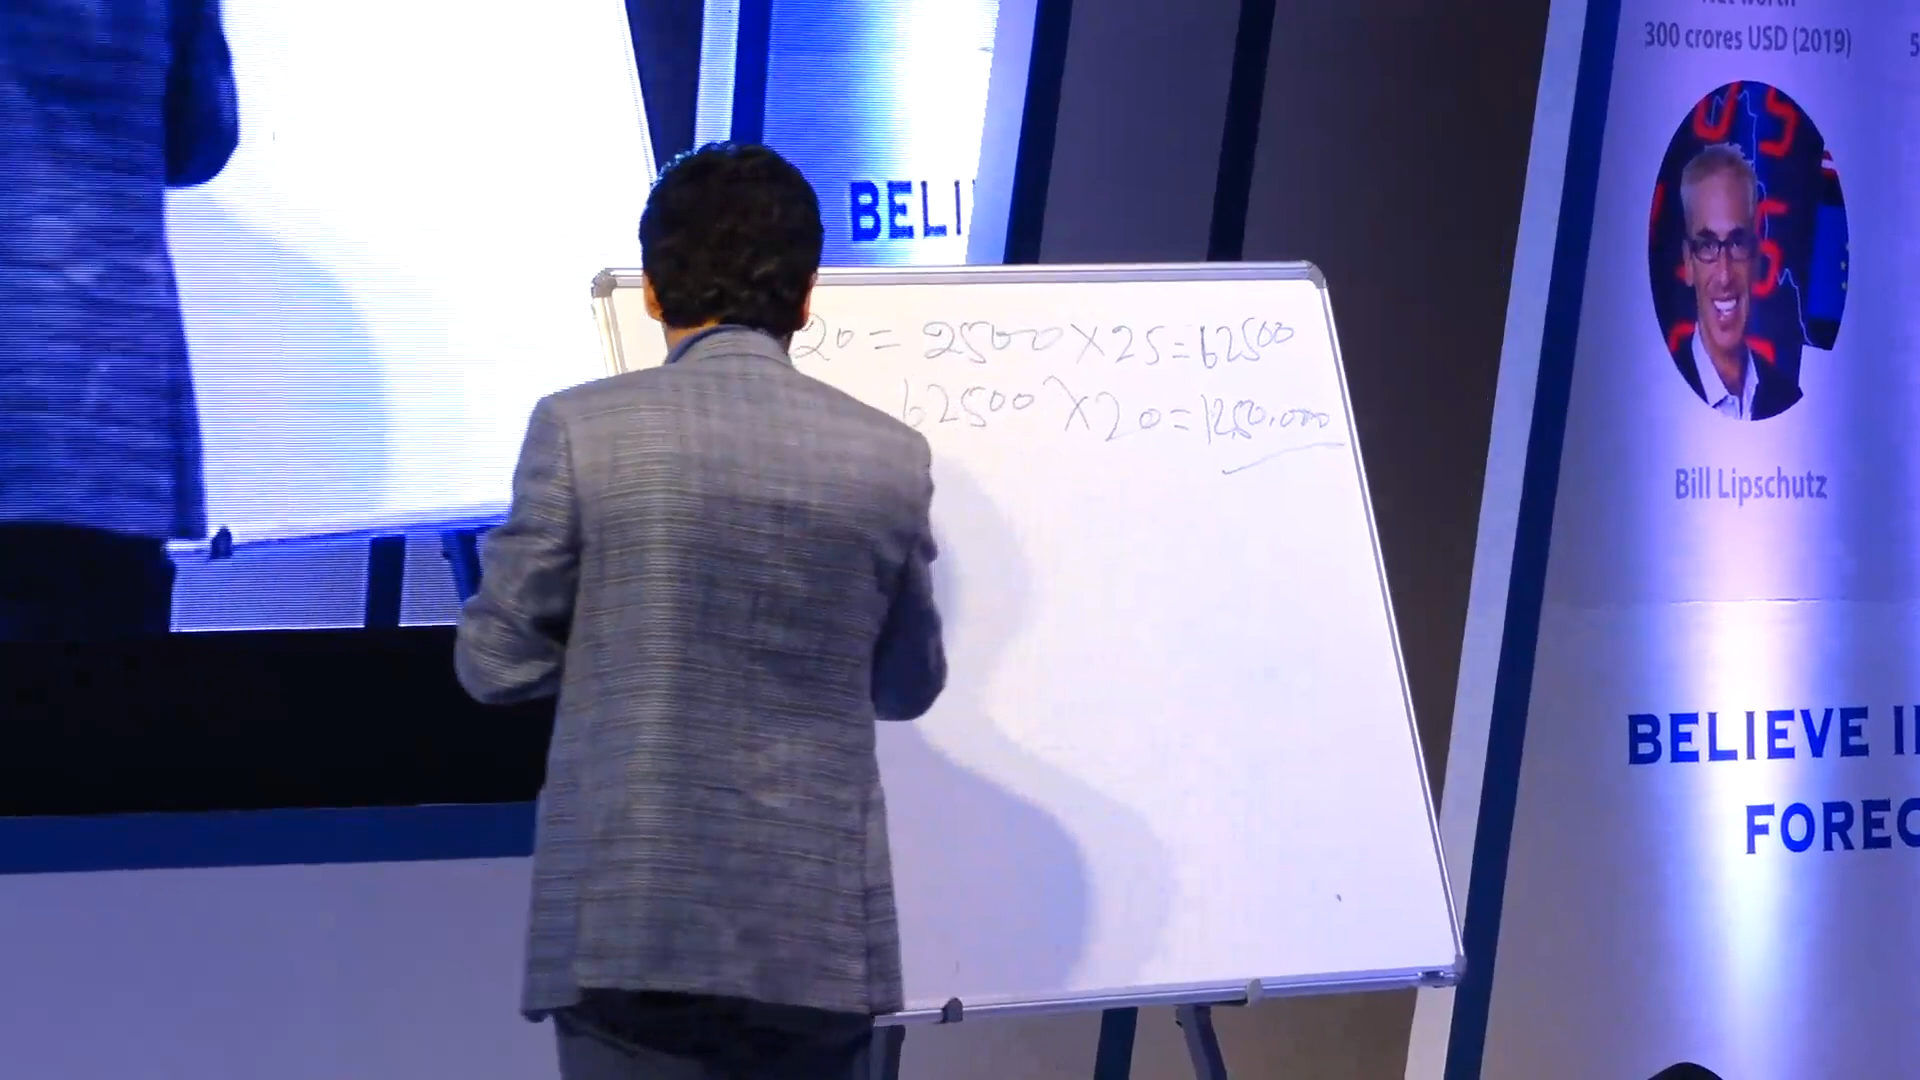 300 crores USD (2019)
BELI
20 = 2500 X 25 = 62500
62500 X 20 = 1250.000
Bill Lipschutz
BELIEVE I
FOREC